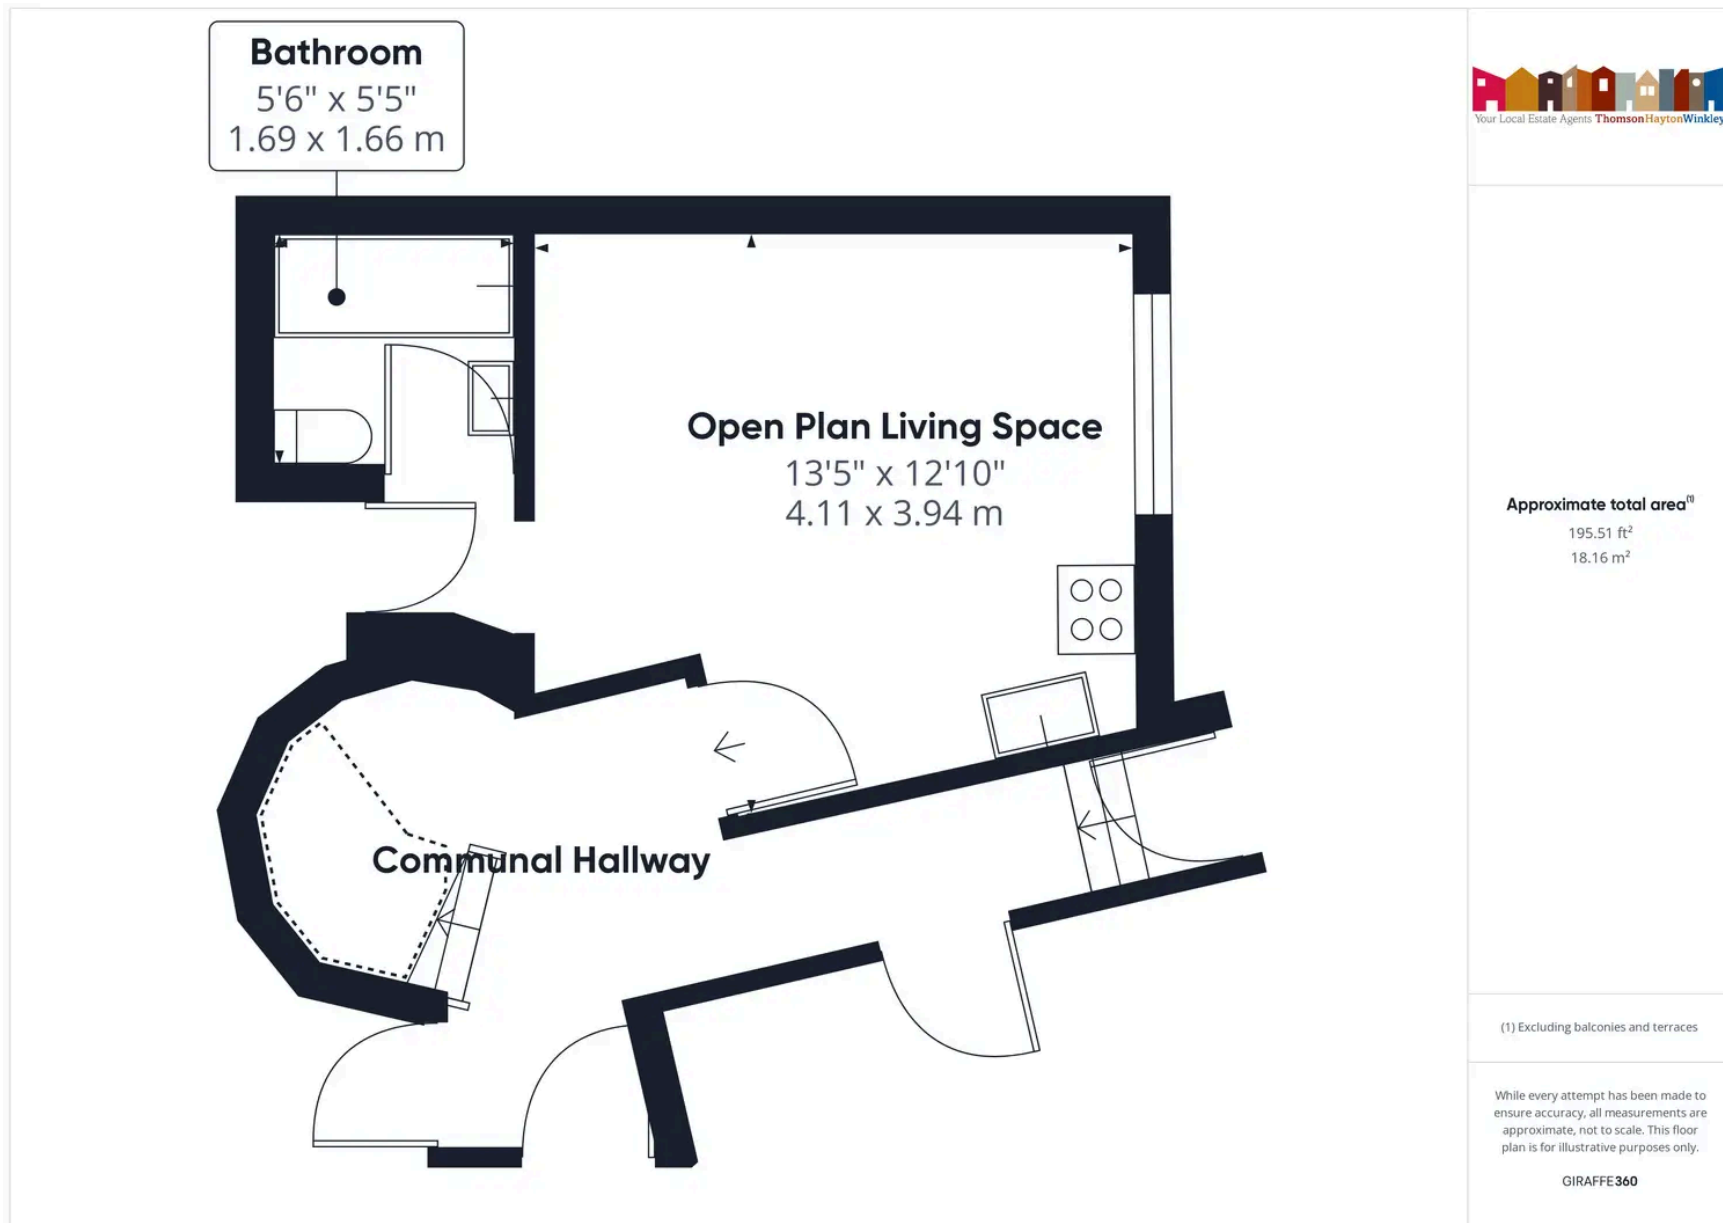 Bathroom
5'6" x 5'5"
1.69 x 1.66 m
Open Plan Living Space
13'5" x 12'10"
4.11 x 3.94 m
Communal Hallway
Your Local Estate Agents ThomsonHaytonWinkley
Approximate total area(1)
195.51 ft²
18.16 m²
(1) Excluding balconies and terraces
While every attempt has been made to
ensure accuracy, all measurements are
approximate, not to scale. This floor
plan is for illustrative purposes only.
GIRAFFE360